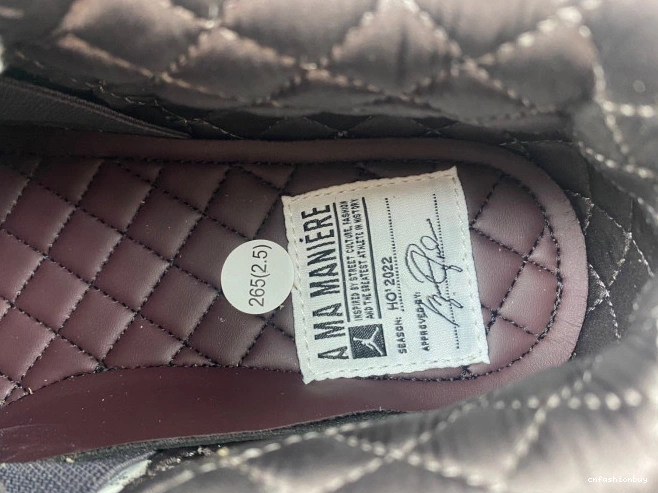 265(2.5)
A MA MANIÉRE
INSPIRED BY STREET CULTURE, FASHION
AND THE GREATEST ATHLETE IN HISTORY
SEASON: HO' 2022
APPROVED BY:
cnfashionbuy